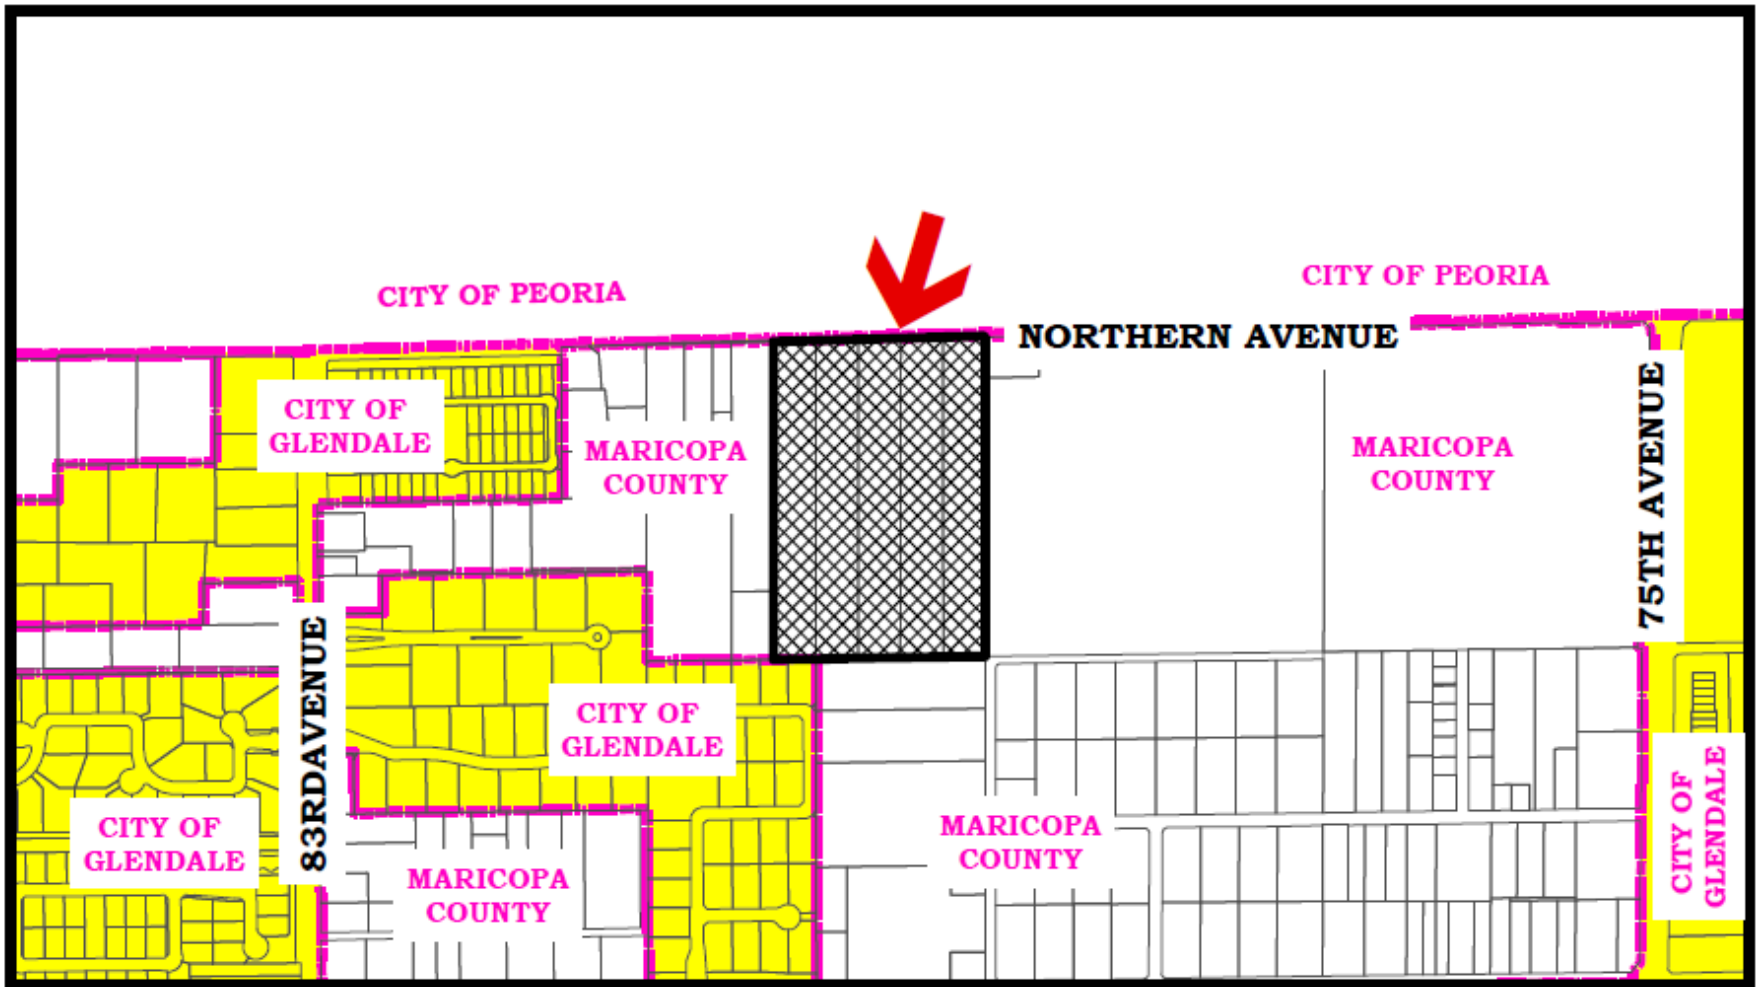 CITY OF PEORIA
CITY OF PEORIA
NORTHERN AVENUE
CITY OF
GLENDALE
MARICOPA
COUNTY
MARICOPA
COUNTY
75TH AVENUE
83RDAVENUE
CITY OF
GLENDALE
CITY OF
GLENDALE
MARICOPA
COUNTY
MARICOPA
COUNTY
CITY OF
GLENDALE